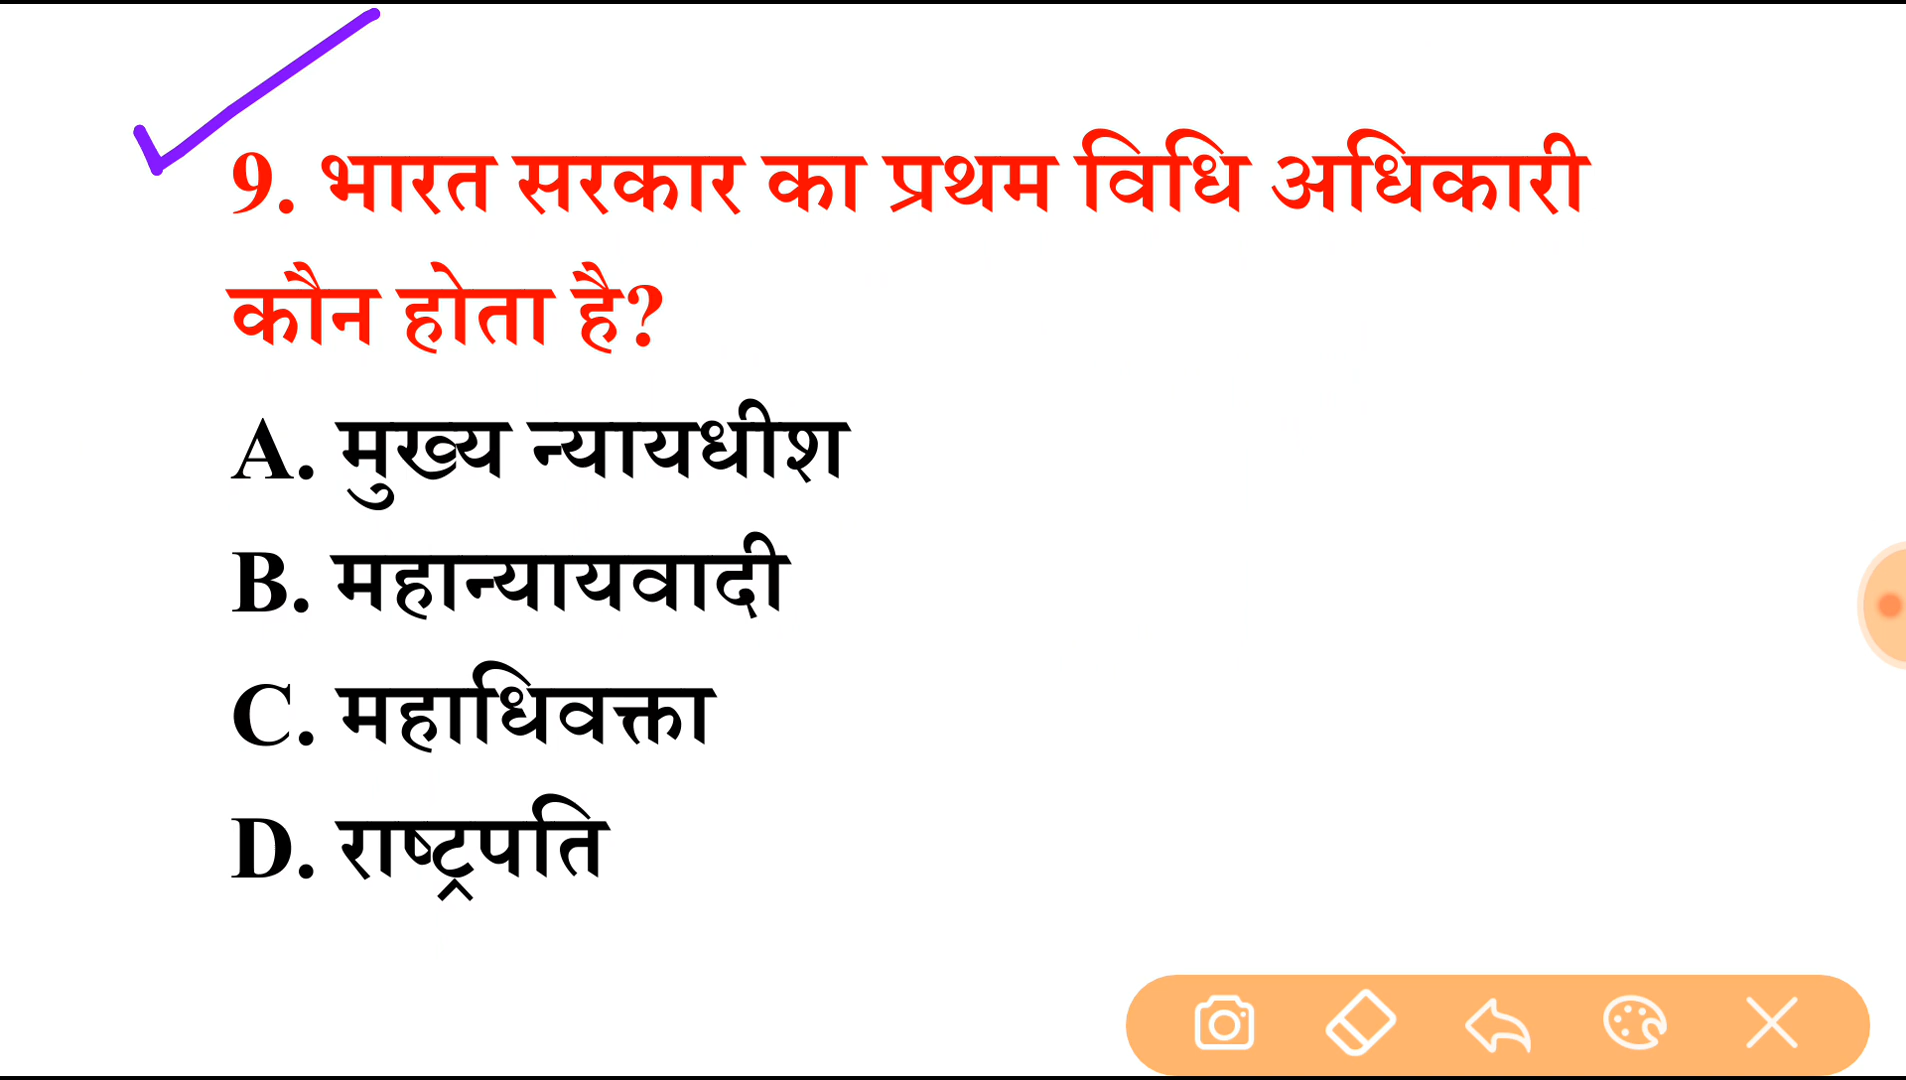 9. भारत सरकार का प्रथम विधि अधिकारी
कौन होता है?
A. मुख्य न्यायधीश
B. महान्यायवादी
C. महाधिवक्ता
D. राष्ट्रपति